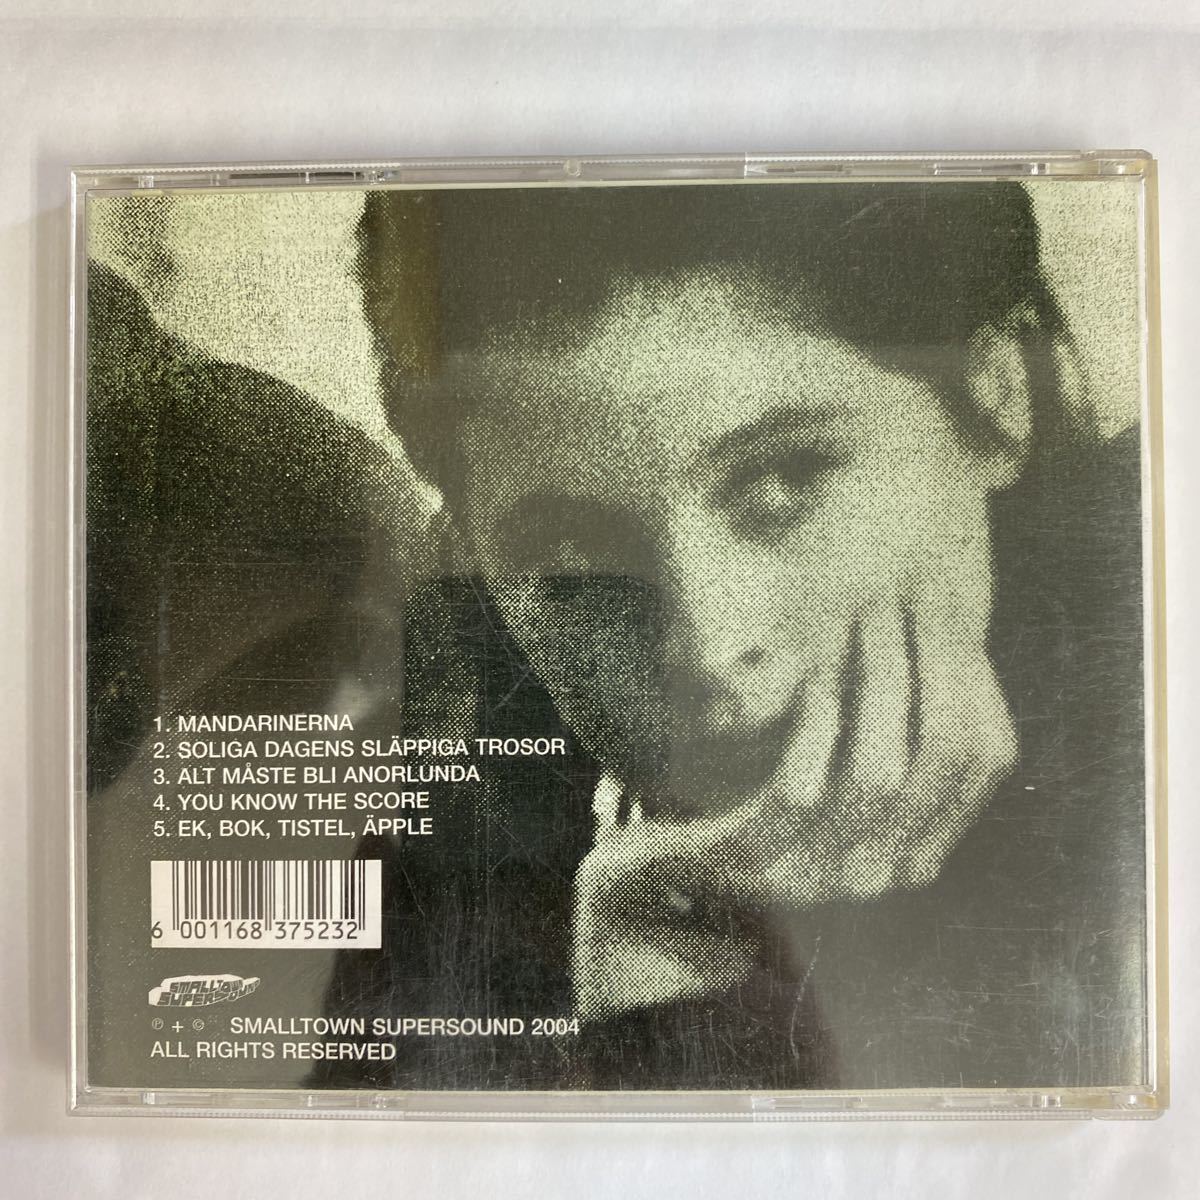 1. MANDARINERNA
2. SOLIGA DAGENS SLÄPPIGA TROSOR
3. ALT MÅSTE BLI ANORLUNDA
4. YOU KNOW THE SCORE
5. EK, BOK, TISTEL, ÄPPLE
6 001168 375232
SMALLTOWN
SUPERSOUND
℗ + © SMALLTOWN SUPERSOUND 2004
ALL RIGHTS RESERVED